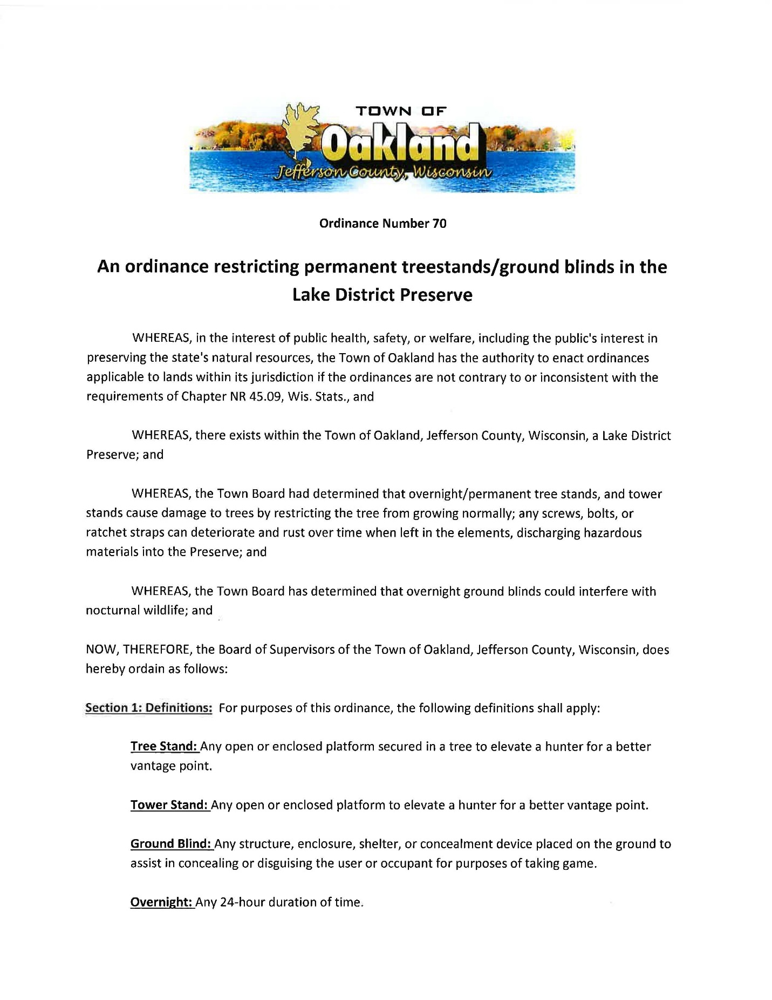 TOWN OF
Oakland
Jefferson County, Wisconsin
Ordinance Number 70
An ordinance restricting permanent treestands/ground blinds in the
Lake District Preserve
WHEREAS, in the interest of public health, safety, or welfare, including the public's interest in
preserving the state's natural resources, the Town of Oakland has the authority to enact ordinances
applicable to lands within its jurisdiction if the ordinances are not contrary to or inconsistent with the
requirements of Chapter NR 45.09, Wis. Stats., and
WHEREAS, there exists within the Town of Oakland, Jefferson County, Wisconsin, a Lake District
Preserve; and
WHEREAS, the Town Board had determined that overnight/permanent tree stands, and tower
stands cause damage to trees by restricting the tree from growing normally; any screws, bolts, or
ratchet straps can deteriorate and rust over time when left in the elements, discharging hazardous
materials into the Preserve; and
WHEREAS, the Town Board has determined that overnight ground blinds could interfere with
nocturnal wildlife; and
NOW, THEREFORE, the Board of Supervisors of the Town of Oakland, Jefferson County, Wisconsin, does
hereby ordain as follows:
Section 1: Definitions: For purposes of this ordinance, the following definitions shall apply:
Tree Stand: Any open or enclosed platform secured in a tree to elevate a hunter for a better
vantage point.
Tower Stand: Any open or enclosed platform to elevate a hunter for a better vantage point.
Ground Blind: Any structure, enclosure, shelter, or concealment device placed on the ground to
assist in concealing or disguising the user or occupant for purposes of taking game.
Overnight: Any 24-hour duration of time.